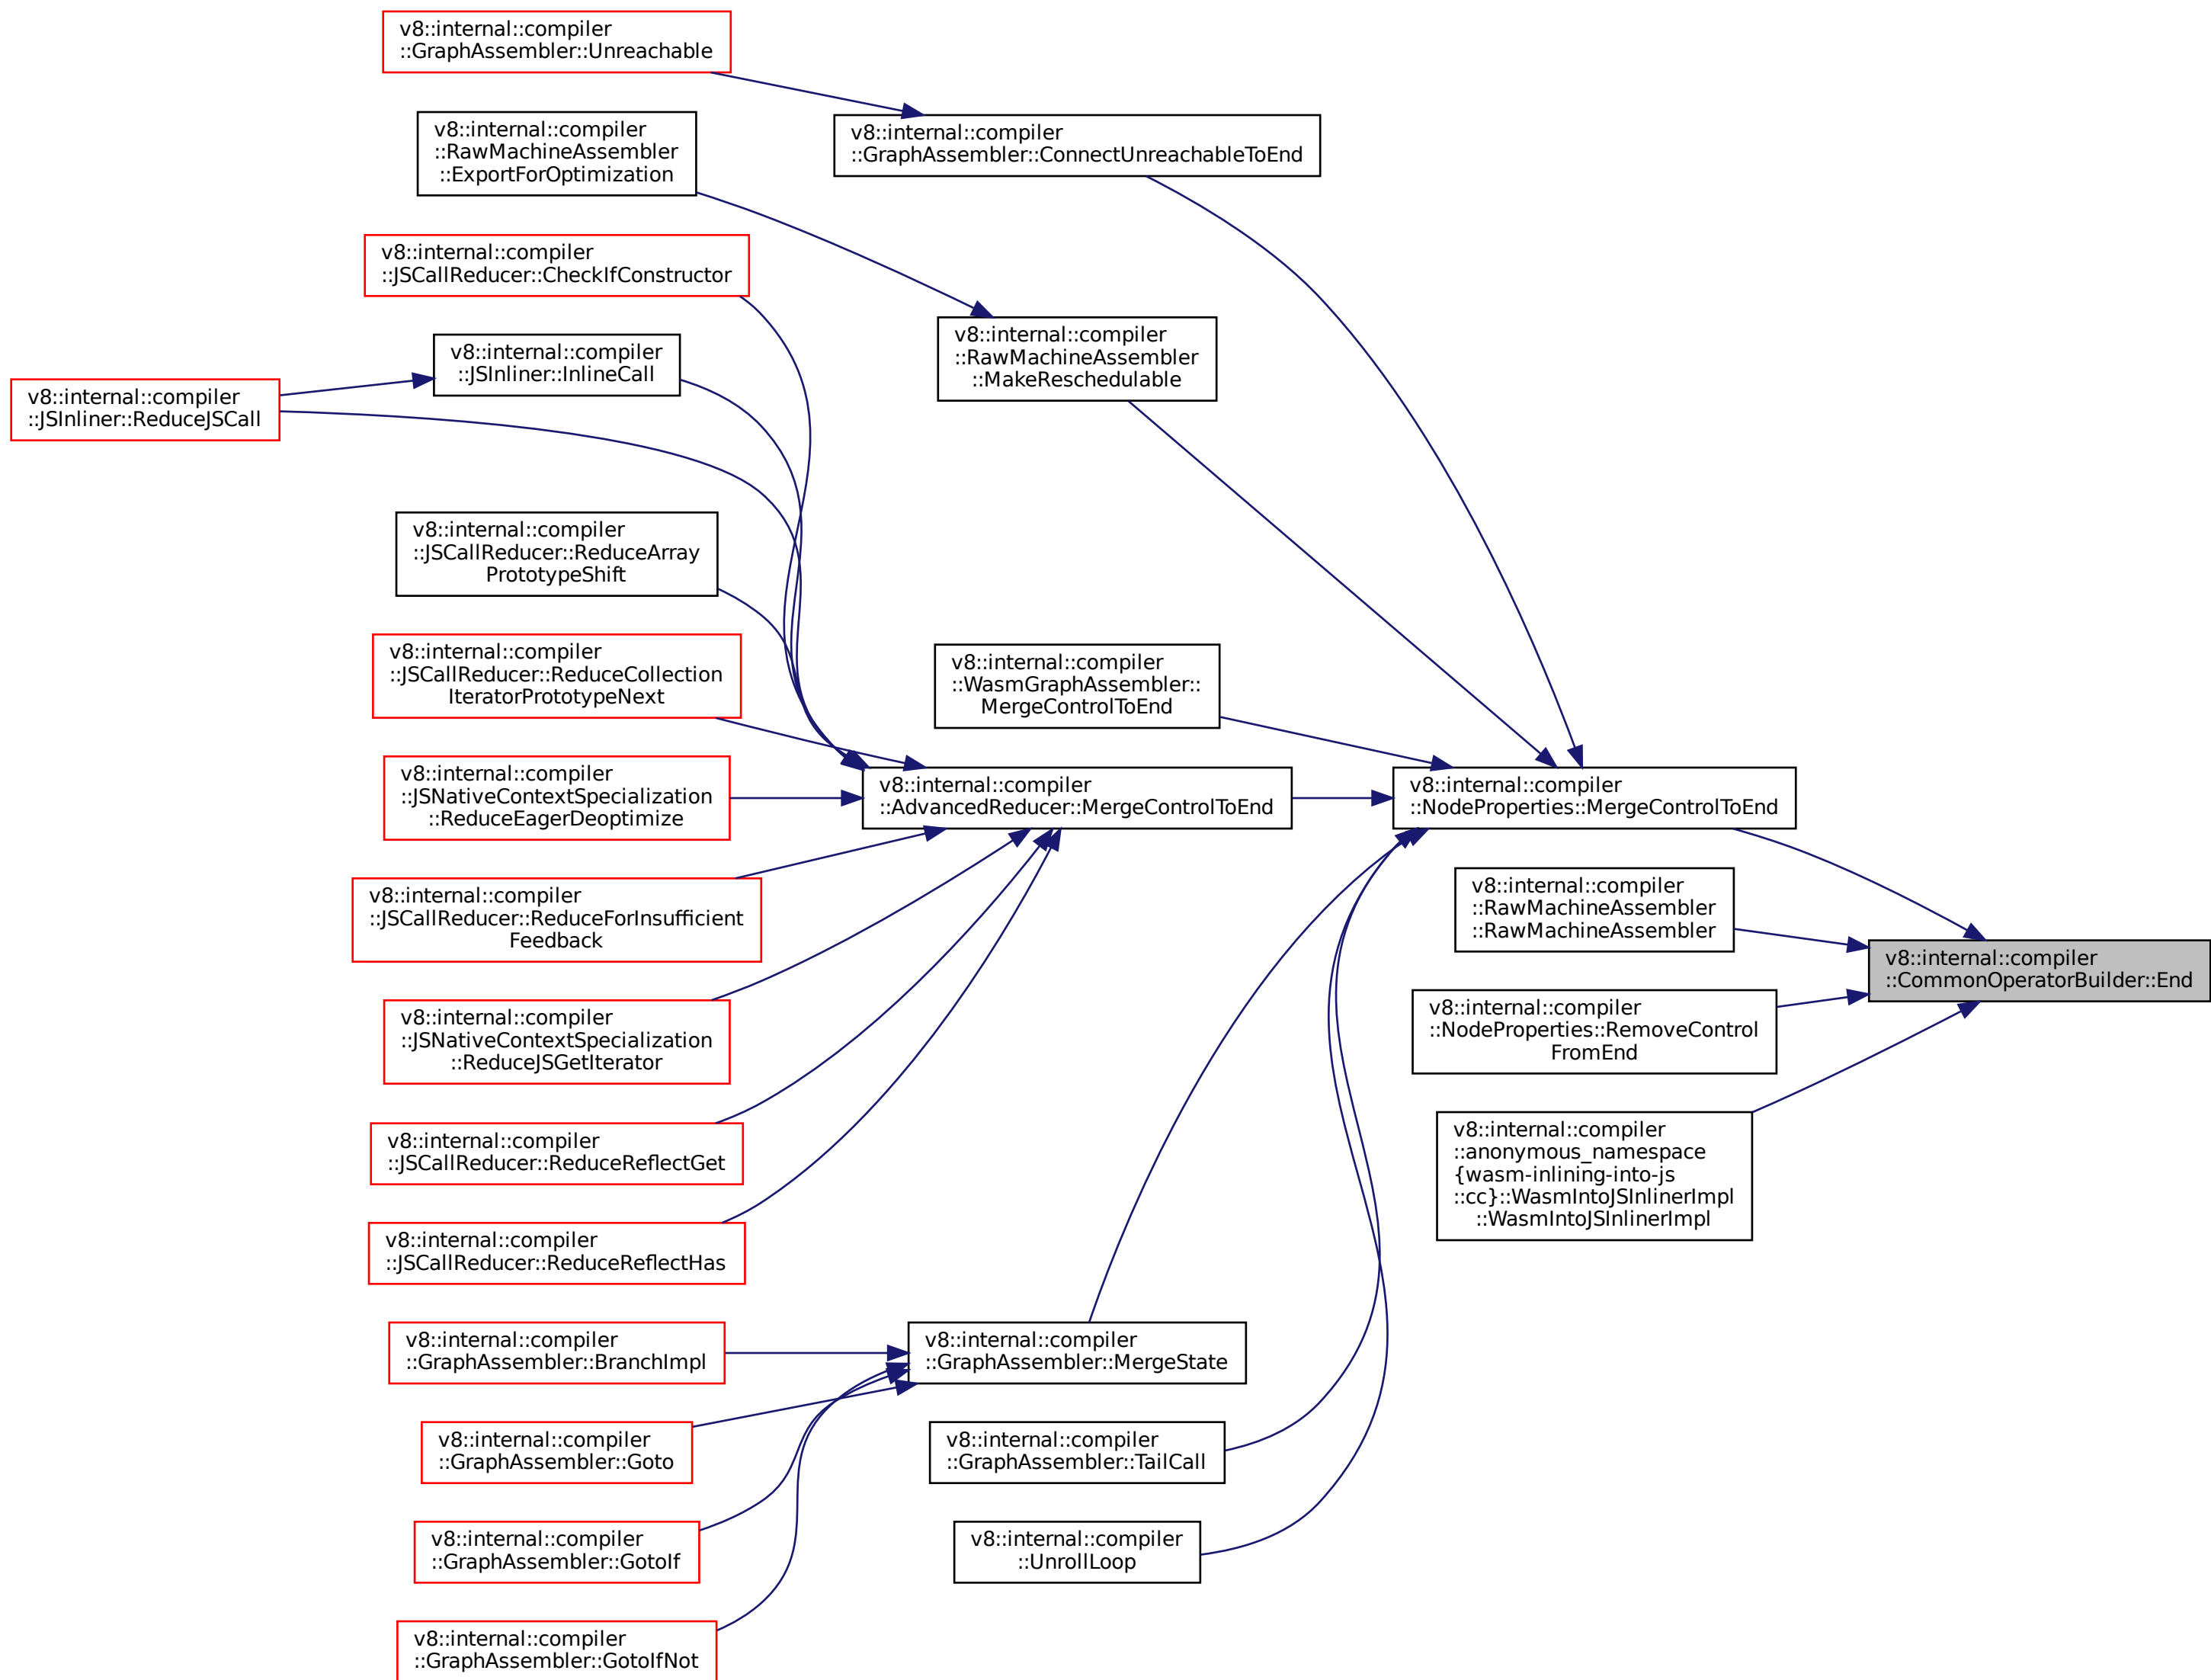 v8::internal::compiler
::GraphAssembler::Unreachable
v8::internal::compiler
::RawMachineAssembler
::ExportForOptimization
v8::internal::compiler
::GraphAssembler::ConnectUnreachableToEnd
v8::internal::compiler
::JSCallReducer::CheckIfConstructor
v8::internal::compiler
::RawMachineAssembler
::MakeReschedulable
v8::internal::compiler
::JSInliner::InlineCall
v8::internal::compiler
::JSInliner::ReduceJSCall
v8::internal::compiler
::JSCallReducer::ReduceArray
PrototypeShift
v8::internal::compiler
::JSCallReducer::ReduceCollection
IteratorPrototypeNext
v8::internal::compiler
::WasmGraphAssembler::
MergeControlToEnd
v8::internal::compiler
::JSNativeContextSpecialization
::ReduceEagerDeoptimize
v8::internal::compiler
::AdvancedReducer::MergeControlToEnd
v8::internal::compiler
::NodeProperties::MergeControlToEnd
v8::internal::compiler
::JSCallReducer::ReduceForInsufficient
Feedback
v8::internal::compiler
::RawMachineAssembler
::RawMachineAssembler
v8::internal::compiler
::CommonOperatorBuilder::End
v8::internal::compiler
::JSNativeContextSpecialization
::ReduceJSGetIterator
v8::internal::compiler
::NodeProperties::RemoveControl
FromEnd
v8::internal::compiler
::JSCallReducer::ReduceReflectGet
v8::internal::compiler
::anonymous_namespace
{wasm-inlining-into-js
::cc}::WasmIntoJSInlinerImpl
::WasmIntoJSInlinerImpl
v8::internal::compiler
::JSCallReducer::ReduceReflectHas
v8::internal::compiler
::GraphAssembler::BranchImpl
v8::internal::compiler
::GraphAssembler::MergeState
v8::internal::compiler
::GraphAssembler::Goto
v8::internal::compiler
::GraphAssembler::TailCall
v8::internal::compiler
::GraphAssembler::GotoIf
v8::internal::compiler
::UnrollLoop
v8::internal::compiler
::GraphAssembler::GotoIfNot